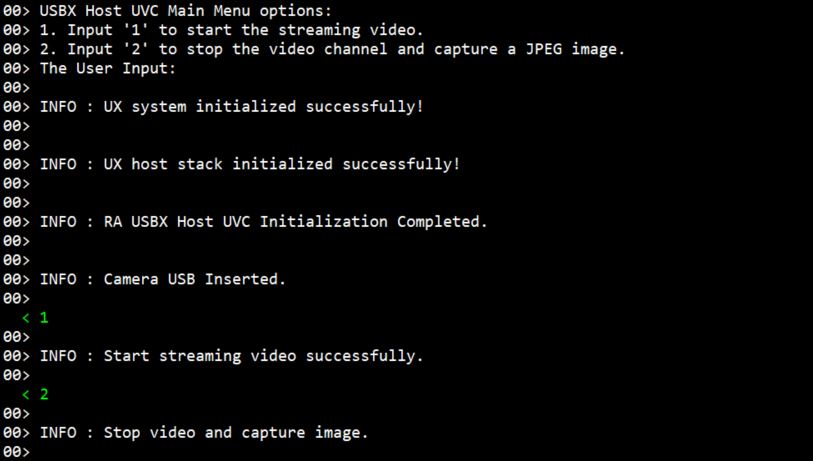 00> USBX Host UVC Main Menu options:
00> 1. Input '1' to start the streaming video.
00> 2. Input '2' to stop the video channel and capture a JPEG image.
00> The User Input:
00>
00> INFO : UX system initialized successfully!
00>
00>
00> INFO : UX host stack initialized successfully!
00>
00>
00> INFO : RA USBX Host UVC Initialization Completed.
00>
00>
00> INFO : Camera USB Inserted.
00>
< 1
00>
00> INFO : Start streaming video successfully.
00>
< 2
00>
00> INFO : Stop video and capture image.
00>